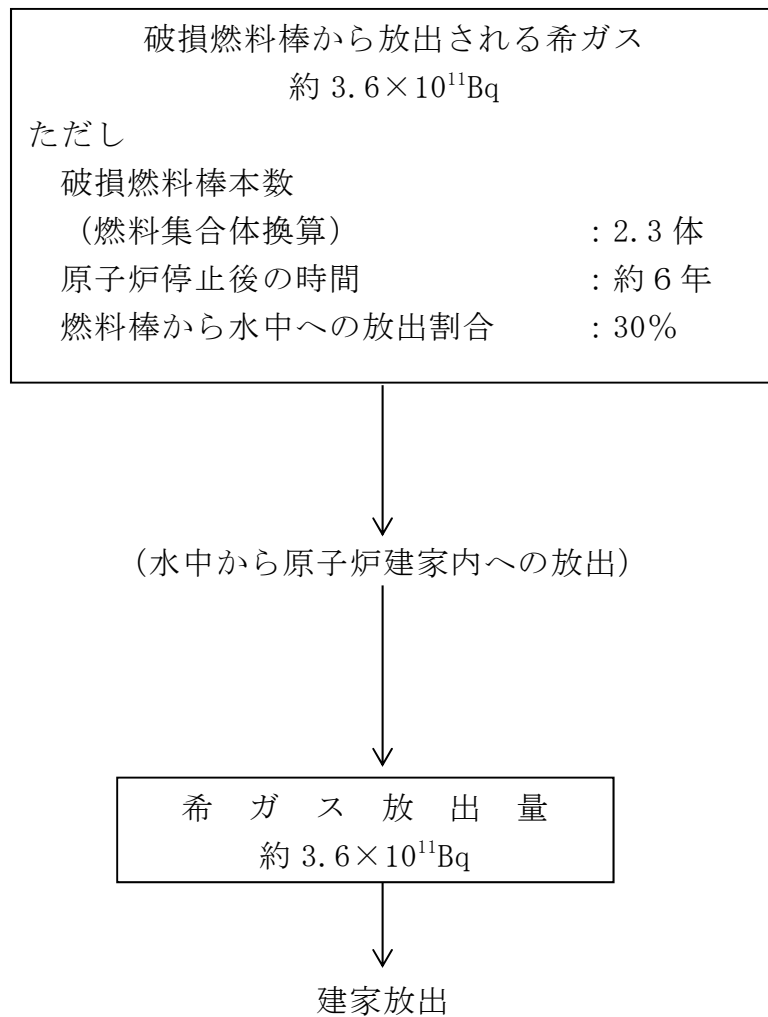 破損燃料棒から放出される希ガス
約 3.6×10¹¹Bq
ただし
破損燃料棒本数
（燃料集合体換算） ：2.3 体
原子炉停止後の時間 ：約６年
燃料棒から水中への放出割合 ：30％
（水中から原子炉建家内への放出）
希ガス放出量
約 3.6×10¹¹Bq
建家放出